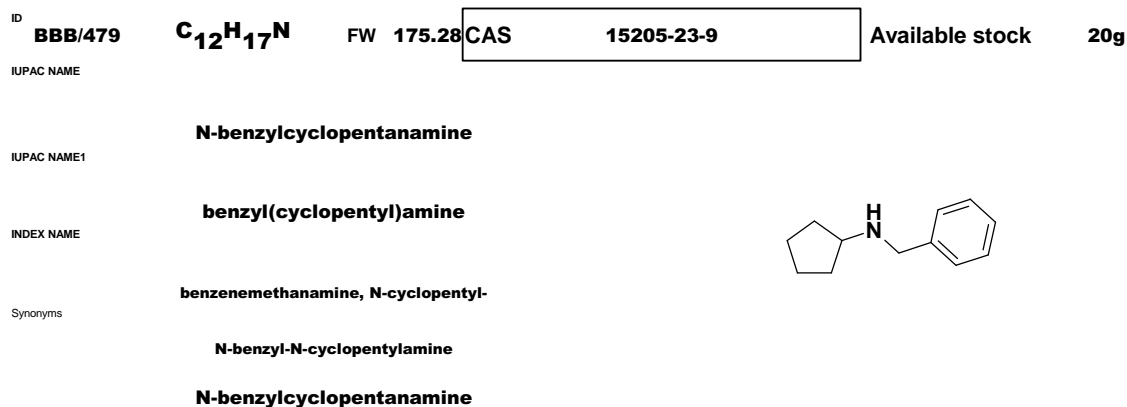 ID
BBB/479 C12H17N FW 175.28 CAS 15205-23-9 Available stock 20g
IUPAC NAME
N-benzylcyclopentanamine
IUPAC NAME1
benzyl(cyclopentyl)amine
INDEX NAME
benzenemethanamine, N-cyclopentyl-
Synonyms
N-benzyl-N-cyclopentylamine
N-benzylcyclopentanamine
H
N